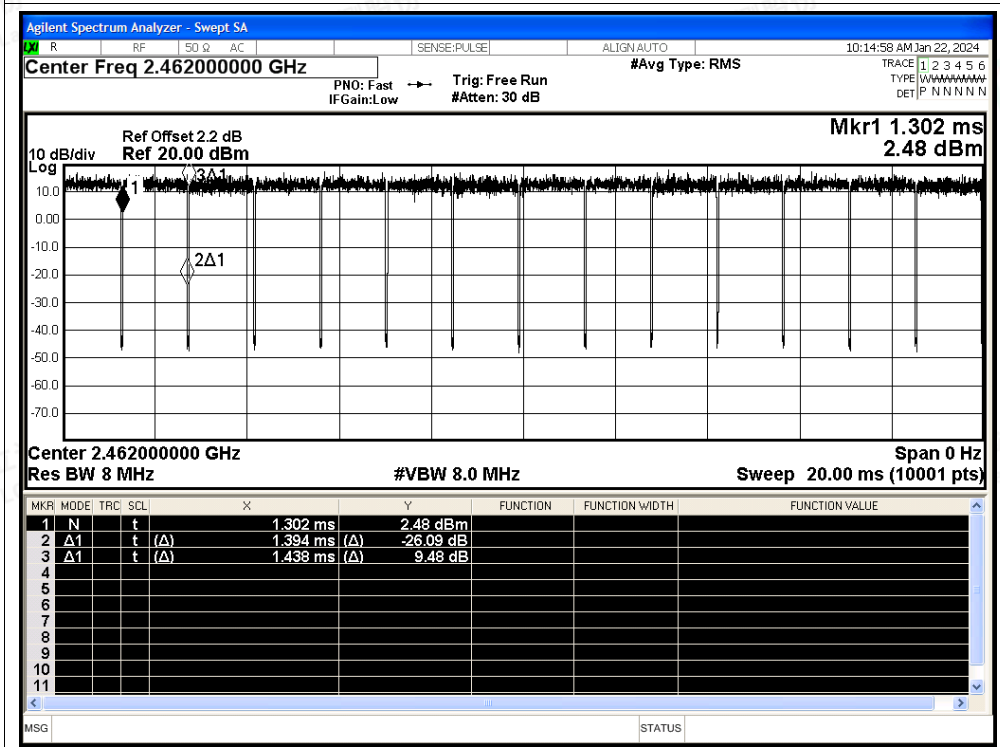 Agilent Spectrum Analyzer - Swept SA
LXI R RF 50 Ω AC SENSE:PULSE ALIGN AUTO 10:14:58 AM Jan 22, 2024
Center Freq 2.462000000 GHz
PNO: Fast
IFGain:Low
Trig: Free Run
#Atten: 30 dB
#Avg Type: RMS
TRACE 1 2 3 4 5 6
TYPE W
DET P N N N N N
Mkr1 1.302 ms
2.48 dBm
Ref Offset 2.2 dB
10 dB/div Ref 20.00 dBm
Log
3Δ1
1
10.0
0.00
-10.0
2Δ1
-20.0
-30.0
-40.0
-50.0
-60.0
-70.0
Center 2.462000000 GHz Span 0 Hz
Res BW 8 MHz #VBW 8.0 MHz Sweep 20.00 ms (10001 pts)
MKR MODE TRC SCL X Y FUNCTION FUNCTION WIDTH FUNCTION VALUE
1 N t 1.302 ms 2.48 dBm
2 Δ1 t (Δ) 1.394 ms (Δ) -26.09 dB
3 Δ1 t (Δ) 1.438 ms (Δ) 9.48 dB
4
5
6
7
8
9
10
11
MSG STATUS